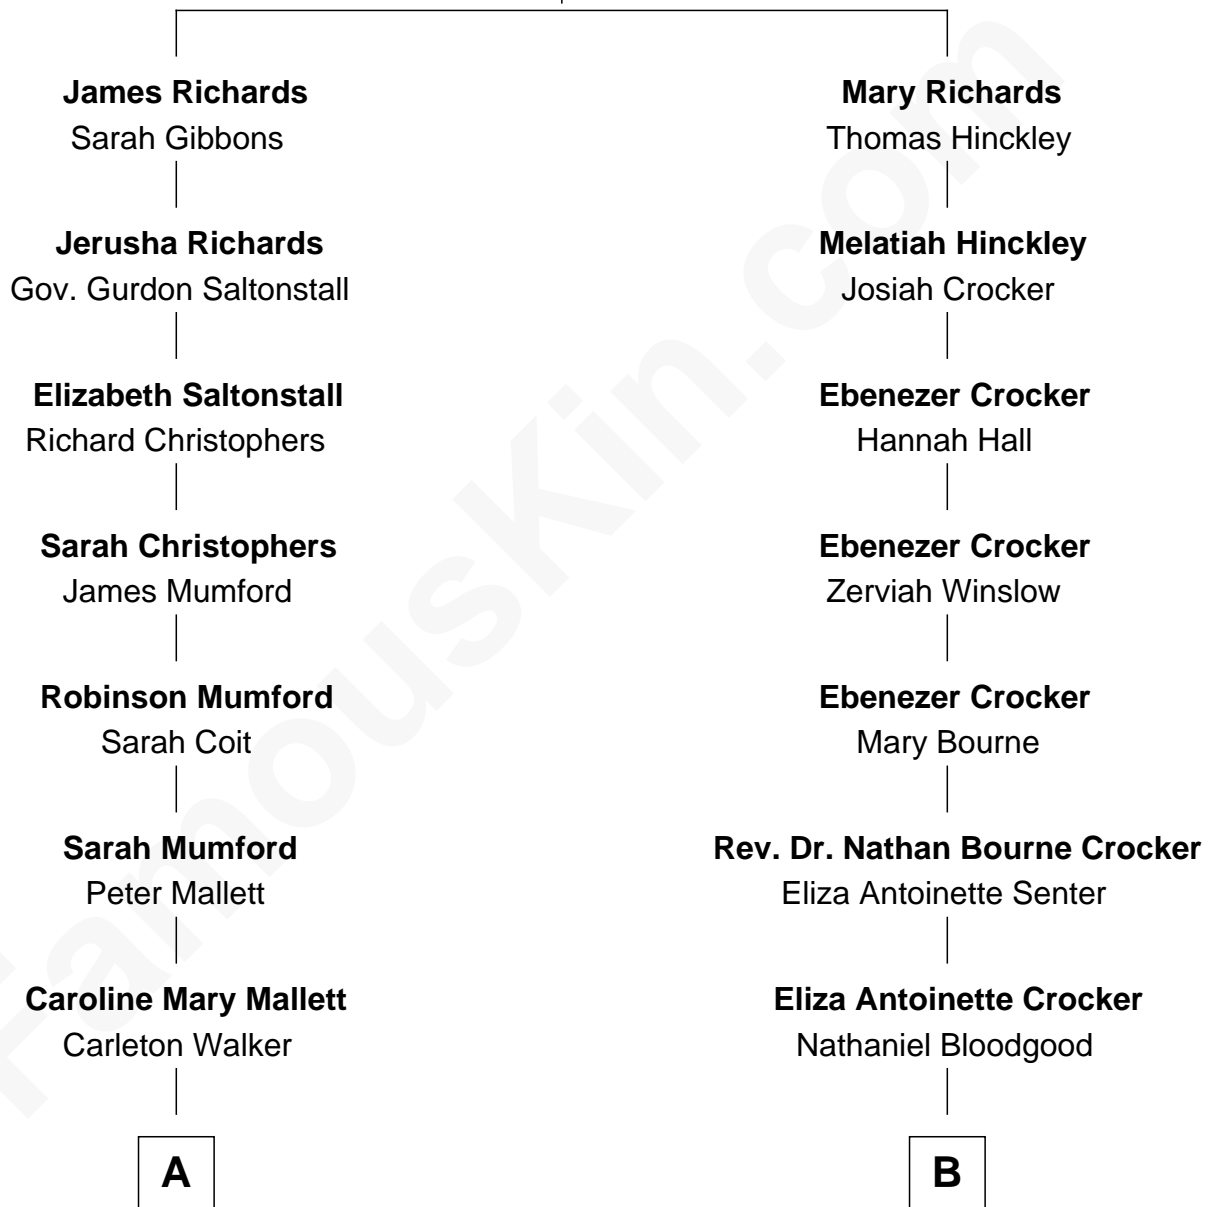 James Richards
Sarah Gibbons
Jerusha Richards
Gov. Gurdon Saltonstall
Elizabeth Saltonstall
Richard Christophers
Sarah Christophers
James Mumford
Robinson Mumford
Sarah Coit
Sarah Mumford
Peter Mallett
Caroline Mary Mallett
Carleton Walker
A
Mary Richards
Thomas Hinckley
Melatiah Hinckley
Josiah Crocker
Ebenezer Crocker
Hannah Hall
Ebenezer Crocker
Zerviah Winslow
Ebenezer Crocker
Mary Bourne
Rev. Dr. Nathan Bourne Crocker
Eliza Antoinette Senter
Eliza Antoinette Crocker
Nathaniel Bloodgood
B
FamousKin.com